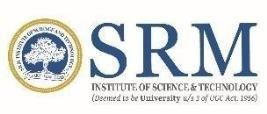 SRM
INSTITUTE OF SCIENCE & TECHNOLOGY
(Deemed to be University u/s 3 of UGC Act, 1956)